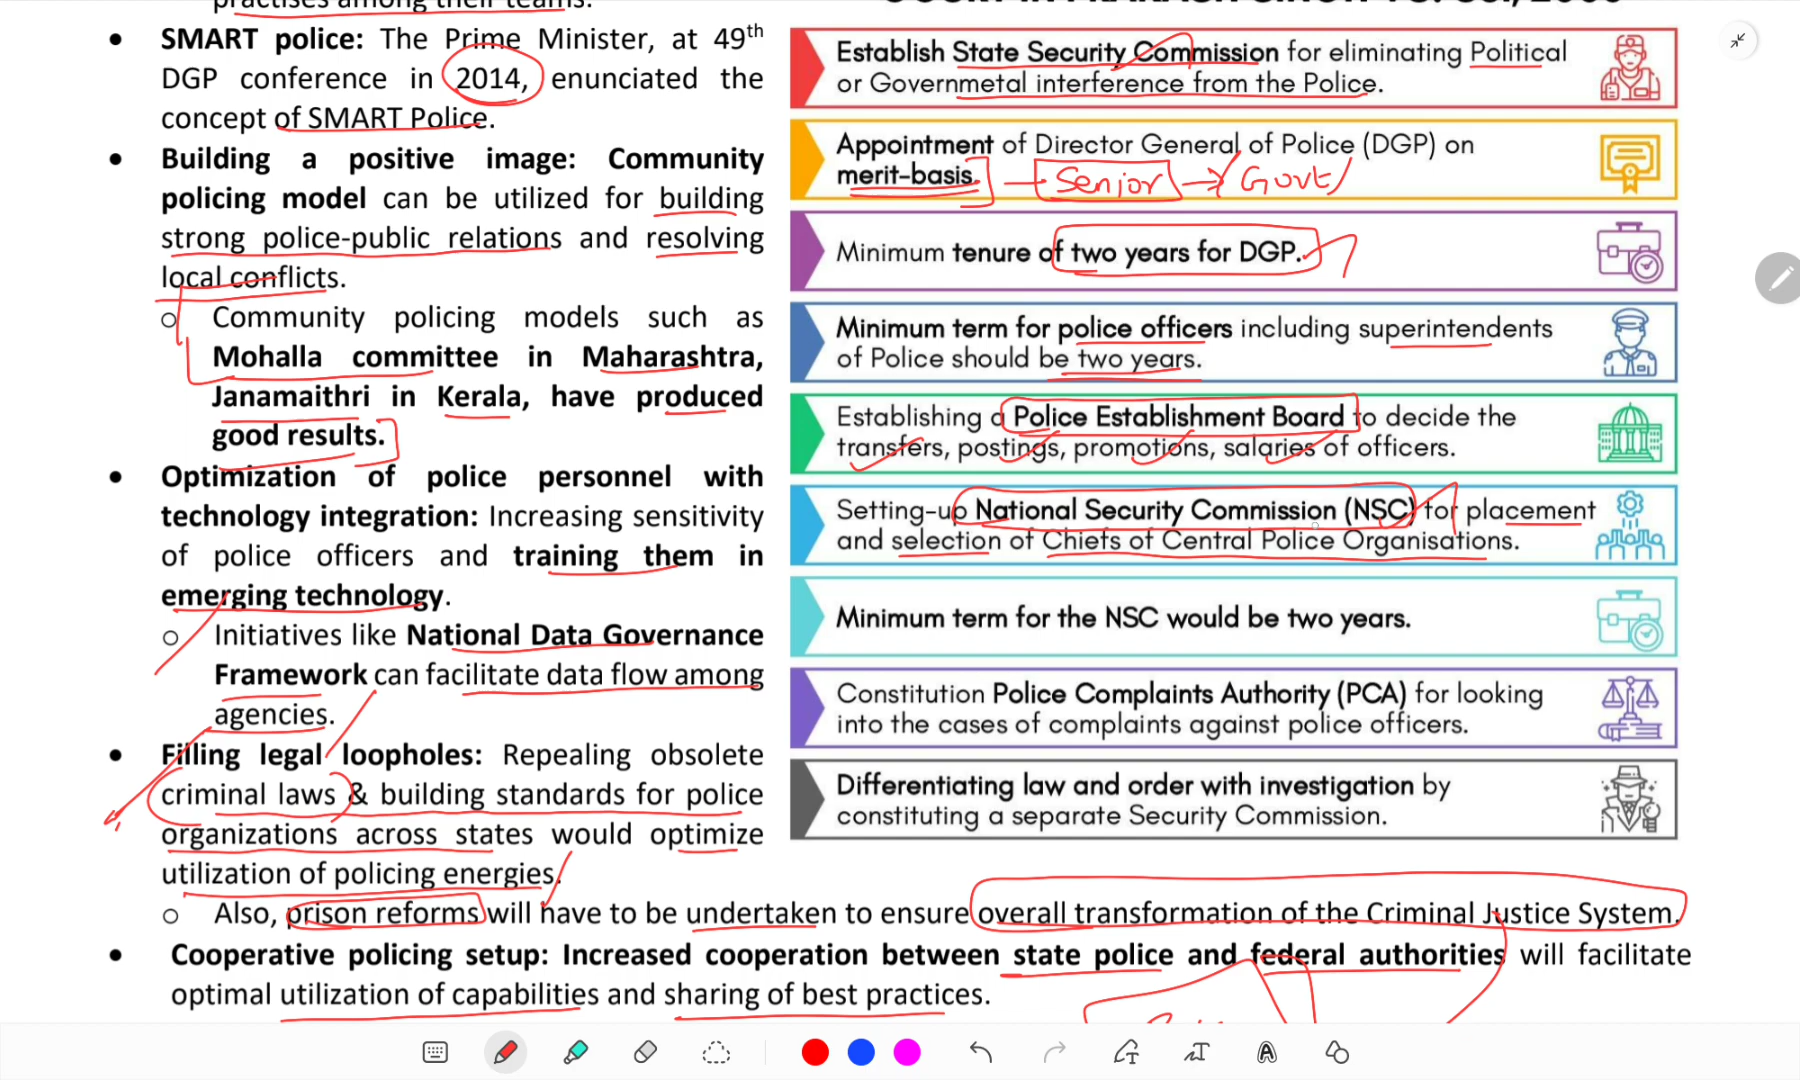 SMART police: The Prime Minister, at 49th
DGP conference in 2014, enunciated the
concept of SMART Police.
Building a positive image: Community
policing model can be utilized for building
strong police-public relations and resolving
local conflicts.
Community policing models such as
Mohalla committee in Maharashtra,
Janamaithri in Kerala, have produced
good results.
Optimization of police personnel with
technology integration: Increasing sensitivity
of police officers and training them in
emerging technology.
Initiatives like National Data Governance
Framework can facilitate data flow among
agencies.
Filling legal loopholes: Repealing obsolete
criminal laws & building standards for police
organizations across states would optimize
utilization of policing energies.
Establish State Security Commission for eliminating Political
or Governmetal interference from the Police.
Appointment of Director General of Police (DGP) on
merit-basis. Senior Govt
Minimum tenure of two years for DGP.
Minimum term for police officers including superintendents
of Police should be two years.
Establishing a Police Establishment Board to decide the
transfers, postings, promotions, salaries of officers.
Setting-up National Security Commission (NSC) for placement
and selection of Chiefs of Central Police Organisations.
Minimum term for the NSC would be two years.
Constitution Police Complaints Authority (PCA) for looking
into the cases of complaints against police officers.
Differentiating law and order with investigation by
constituting a separate Security Commission.
Also, prison reforms will have to be undertaken to ensure overall transformation of the Criminal Justice System.
Cooperative policing setup: Increased cooperation between state police and federal authorities will facilitate
optimal utilization of capabilities and sharing of best practices.